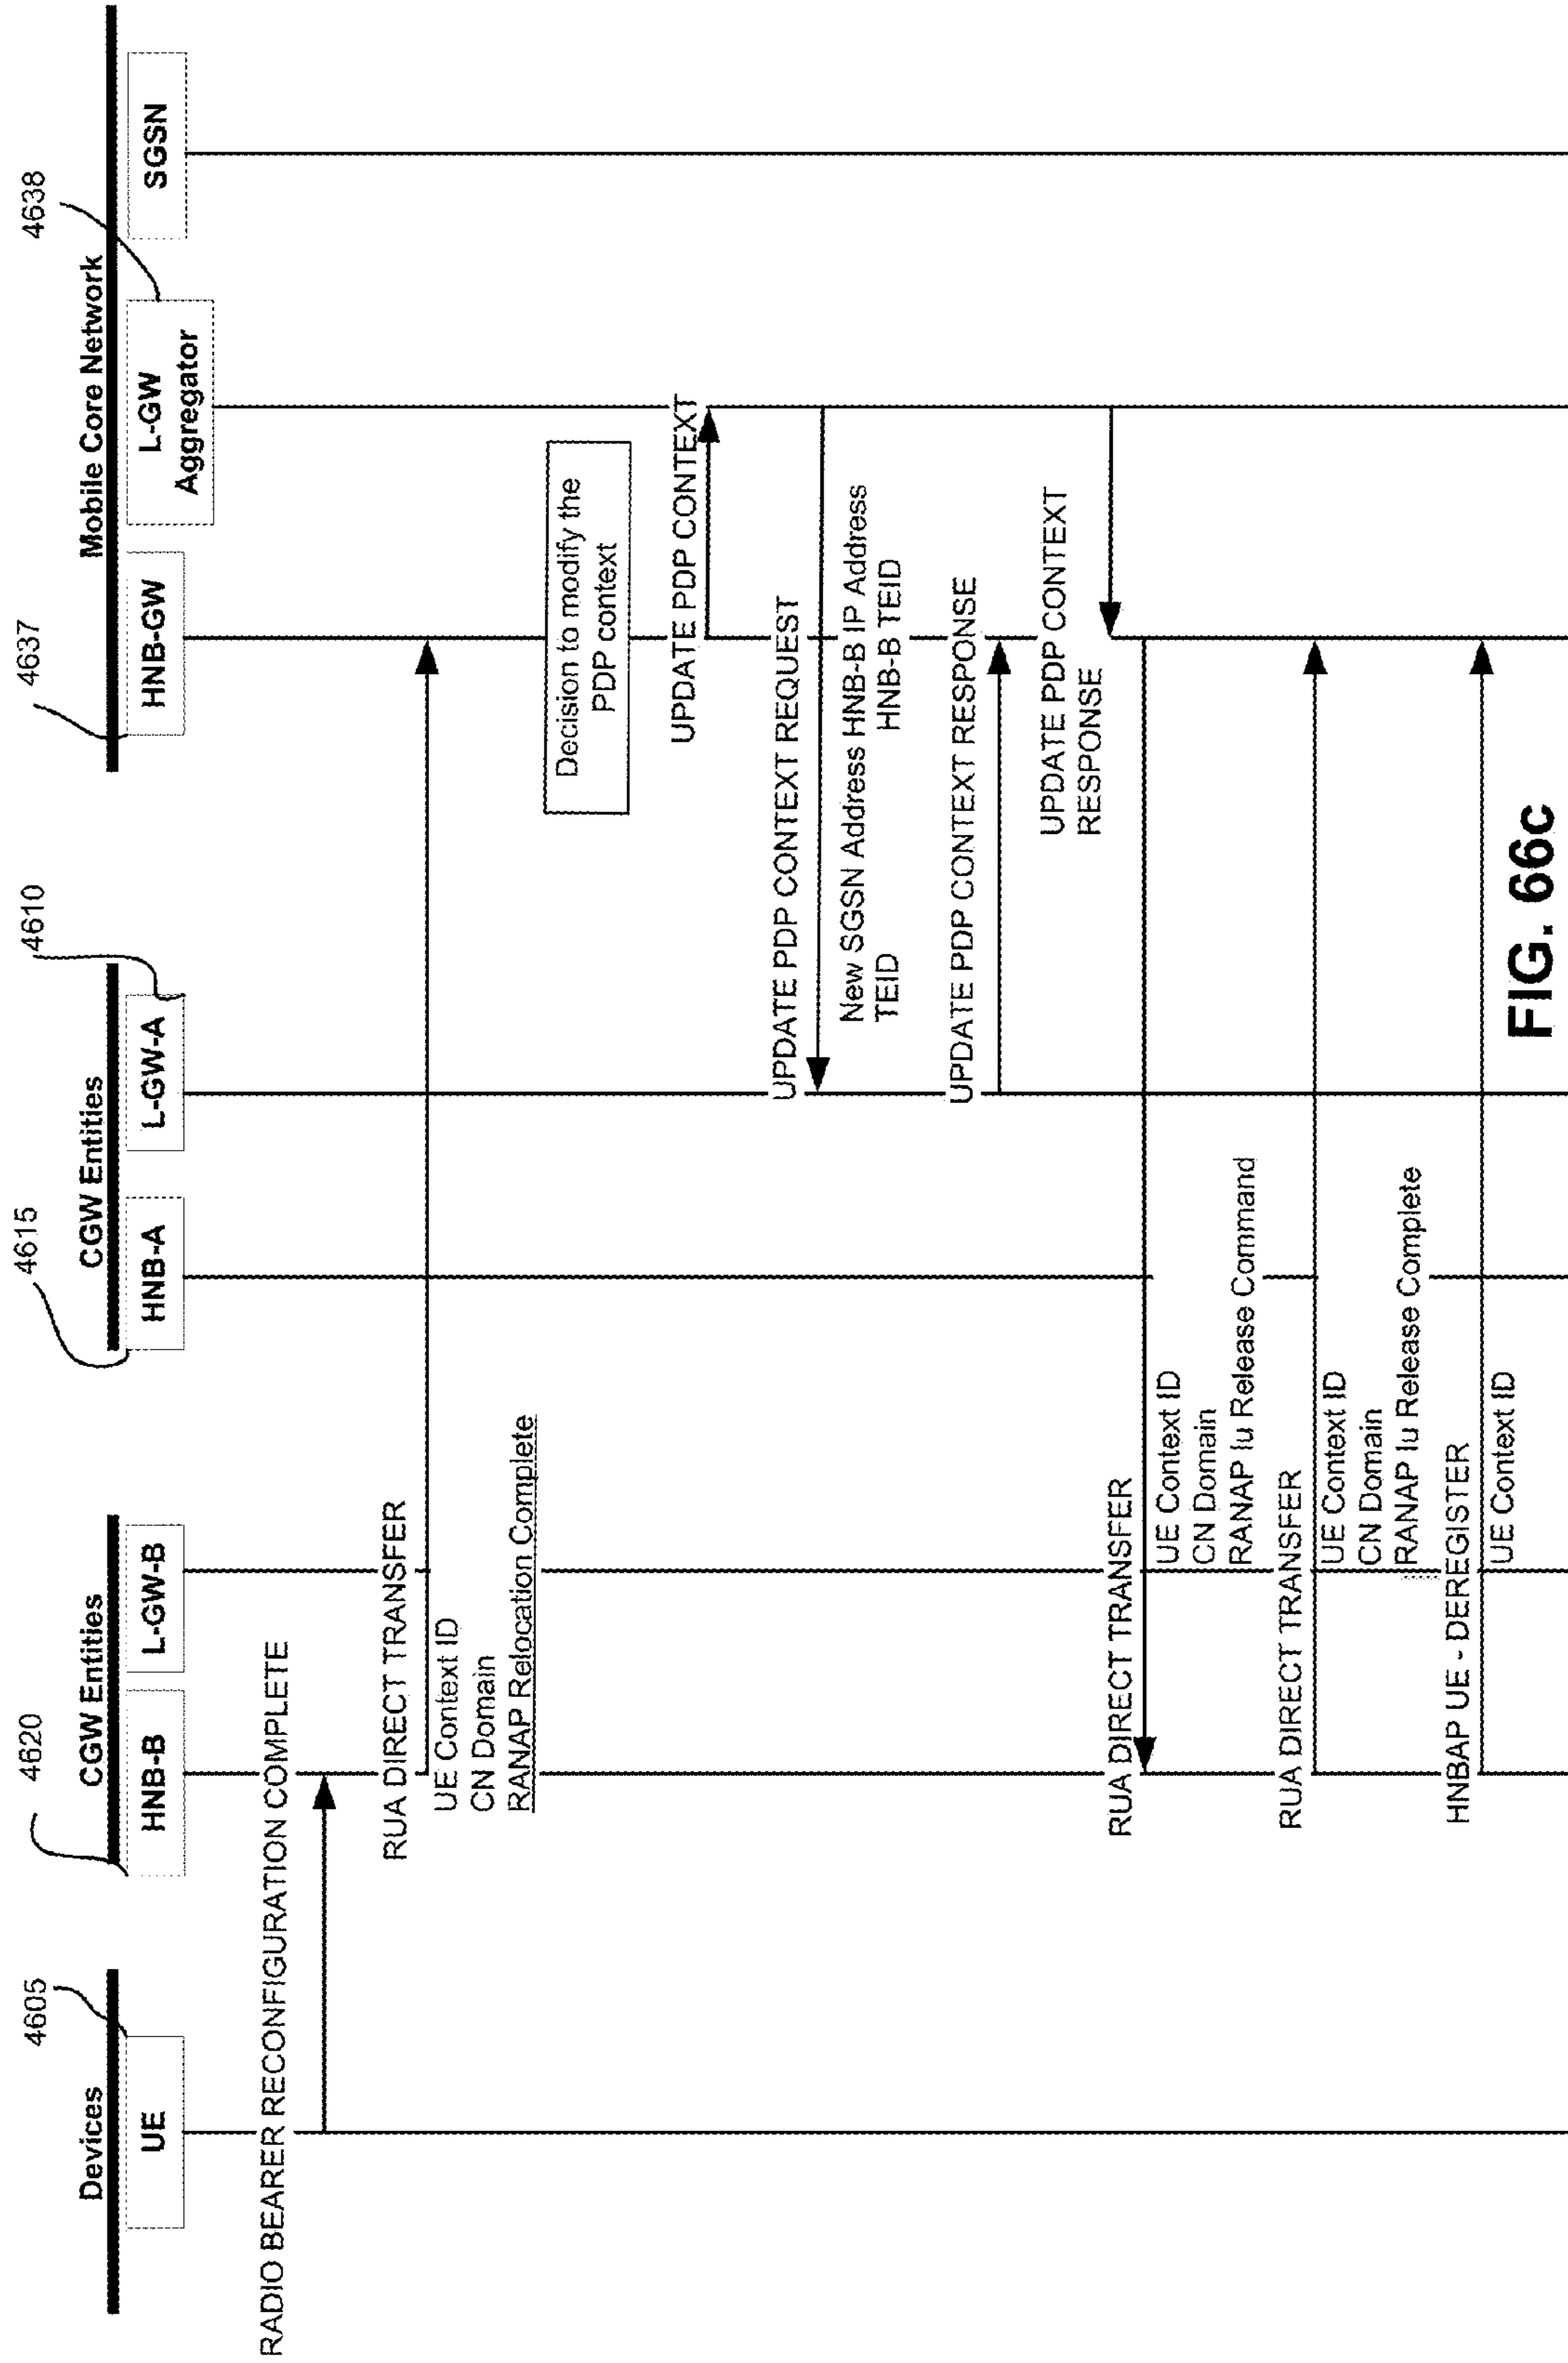 4605
4620
4615
4610
4637
4638
Devices
CGW Entities
CGW Entities
Mobile Core Network
UE
HNB-B
L-GW-B
HNB-A
L-GW-A
HNB-GW
L-GW
Aggregator
SGSN
RADIO BEARER RECONFIGURATION COMPLETE
RUA DIRECT TRANSFER
UE Context ID
CN Domain
RANAP Relocation Complete
Decision to modify the
PDP context
UPDATE PDP CONTEXT
UPDATE PDP CONTEXT REQUEST
New SGSN Address HNB-B IP Address
TEID HNB-B TEID
UPDATE PDP CONTEXT RESPONSE
UPDATE PDP CONTEXT
RESPONSE
RUA DIRECT TRANSFER
UE Context ID
CN Domain
RANAP Iu Release Command
RUA DIRECT TRANSFER
UE Context ID
CN Domain
RANAP Iu Release Complete
HNBAP UE - DEREGISTER
UE Context ID
FIG. 66c